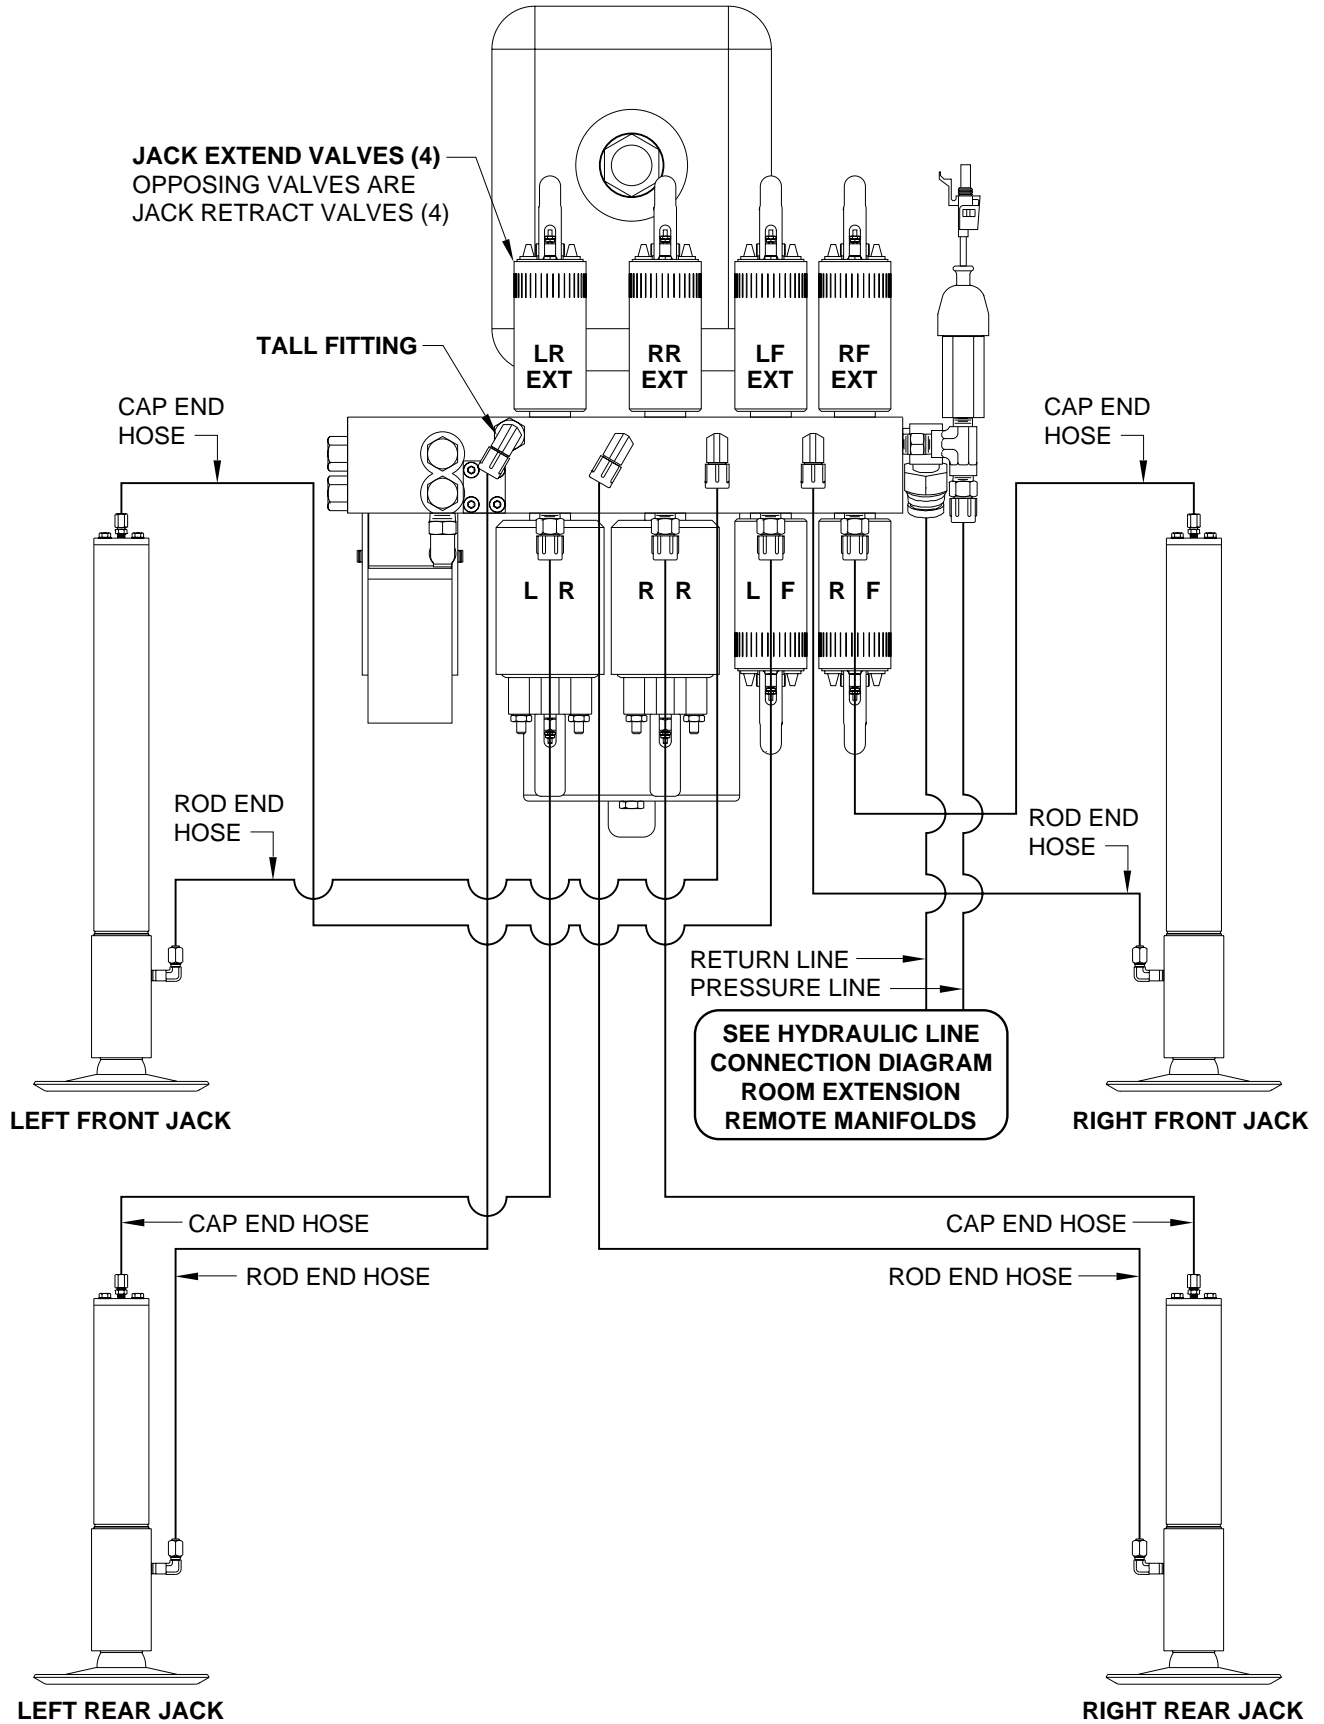 JACK EXTEND VALVES (4)
OPPOSING VALVES ARE
JACK RETRACT VALVES (4)
TALL FITTING
LR
EXT
RR
EXT
LF
EXT
RF
EXT
CAP END
HOSE
CAP END
HOSE
L R
R R
L F
R F
ROD END
HOSE
ROD END
HOSE
RETURN LINE
PRESSURE LINE
SEE HYDRAULIC LINE
CONNECTION DIAGRAM
ROOM EXTENSION
REMOTE MANIFOLDS
LEFT FRONT JACK
RIGHT FRONT JACK
CAP END HOSE
CAP END HOSE
ROD END HOSE
ROD END HOSE
LEFT REAR JACK
RIGHT REAR JACK